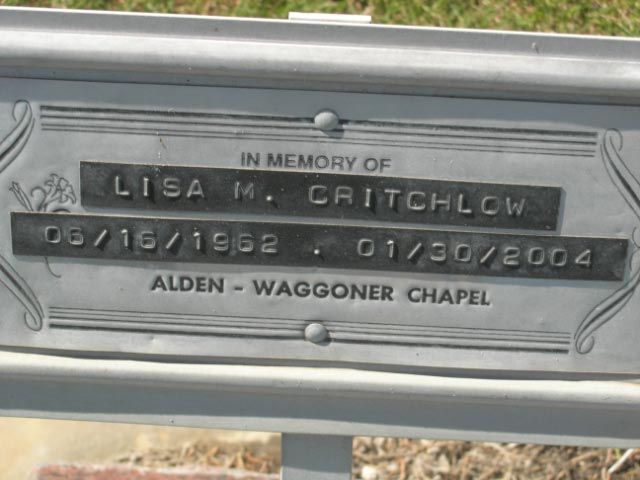 IN MEMORY OF
LISA M. CRITCHLOW
06/16/1962 . 01/30/2004
ALDEN - WAGGONER CHAPEL